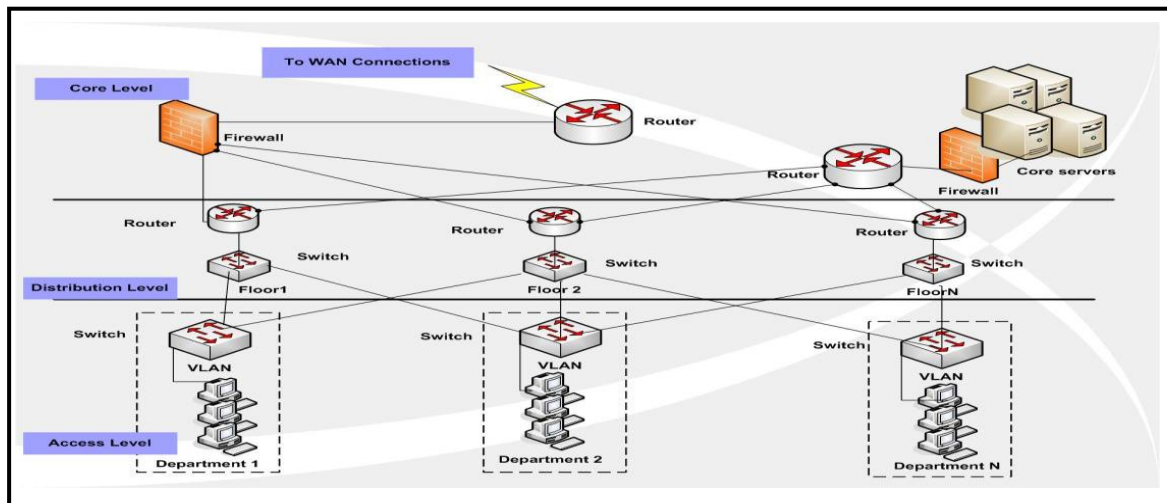 To WAN Connections
Core Level
Router
Firewall
Router
Firewall
Core servers
Router
Router
Router
Switch
Switch
Switch
Distribution Level
Floor1
Floor 2
FloorN
Switch
Switch
Switch
VLAN
VLAN
VLAN
Access Level
Department 1
Department 2
Department N